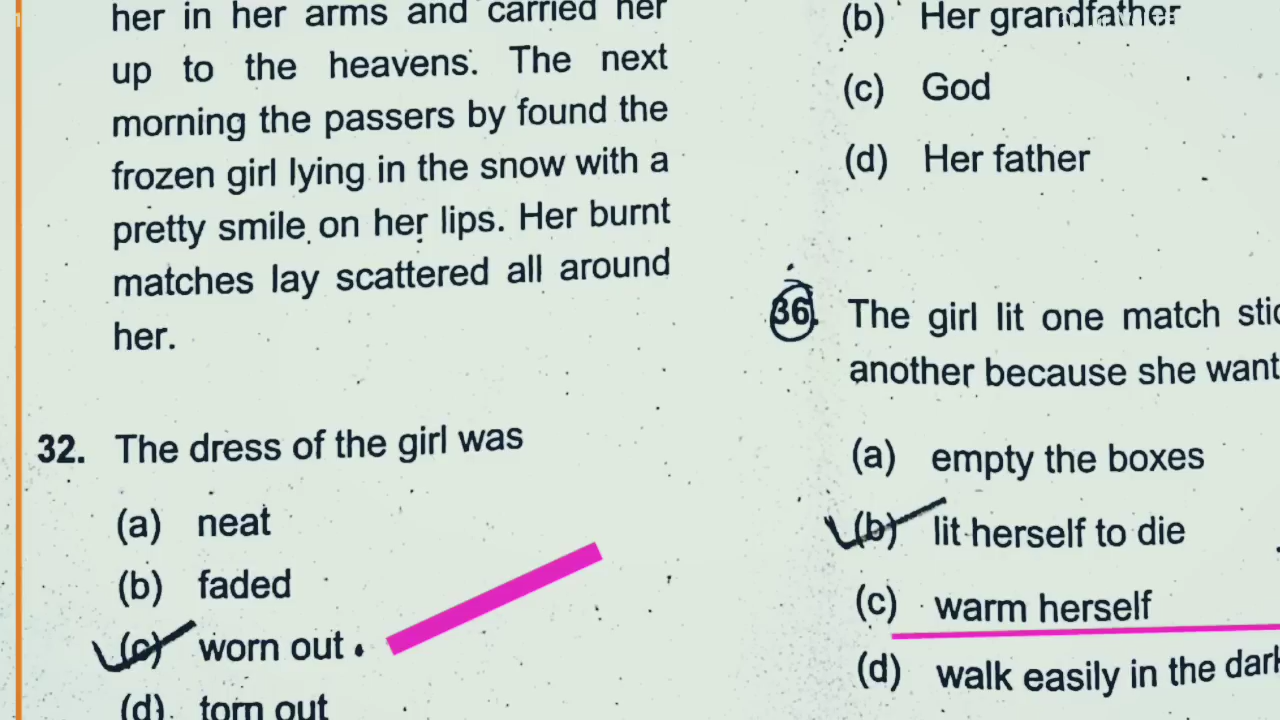 her in her arms and carried her
up to the heavens. The next
morning the passers by found the
frozen girl lying in the snow with a
pretty smile on her lips. Her burnt
matches lay scattered all around
her.
32. The dress of the girl was
(a) neat
(b) faded
(c) worn out
(d) torn out
(b) Her grandfather
(c) God
(d) Her father
36. The girl lit one match
another because she want
(a) empty the boxes
(b) lit herself to die
(c) warm herself
(d) walk easily in the dark